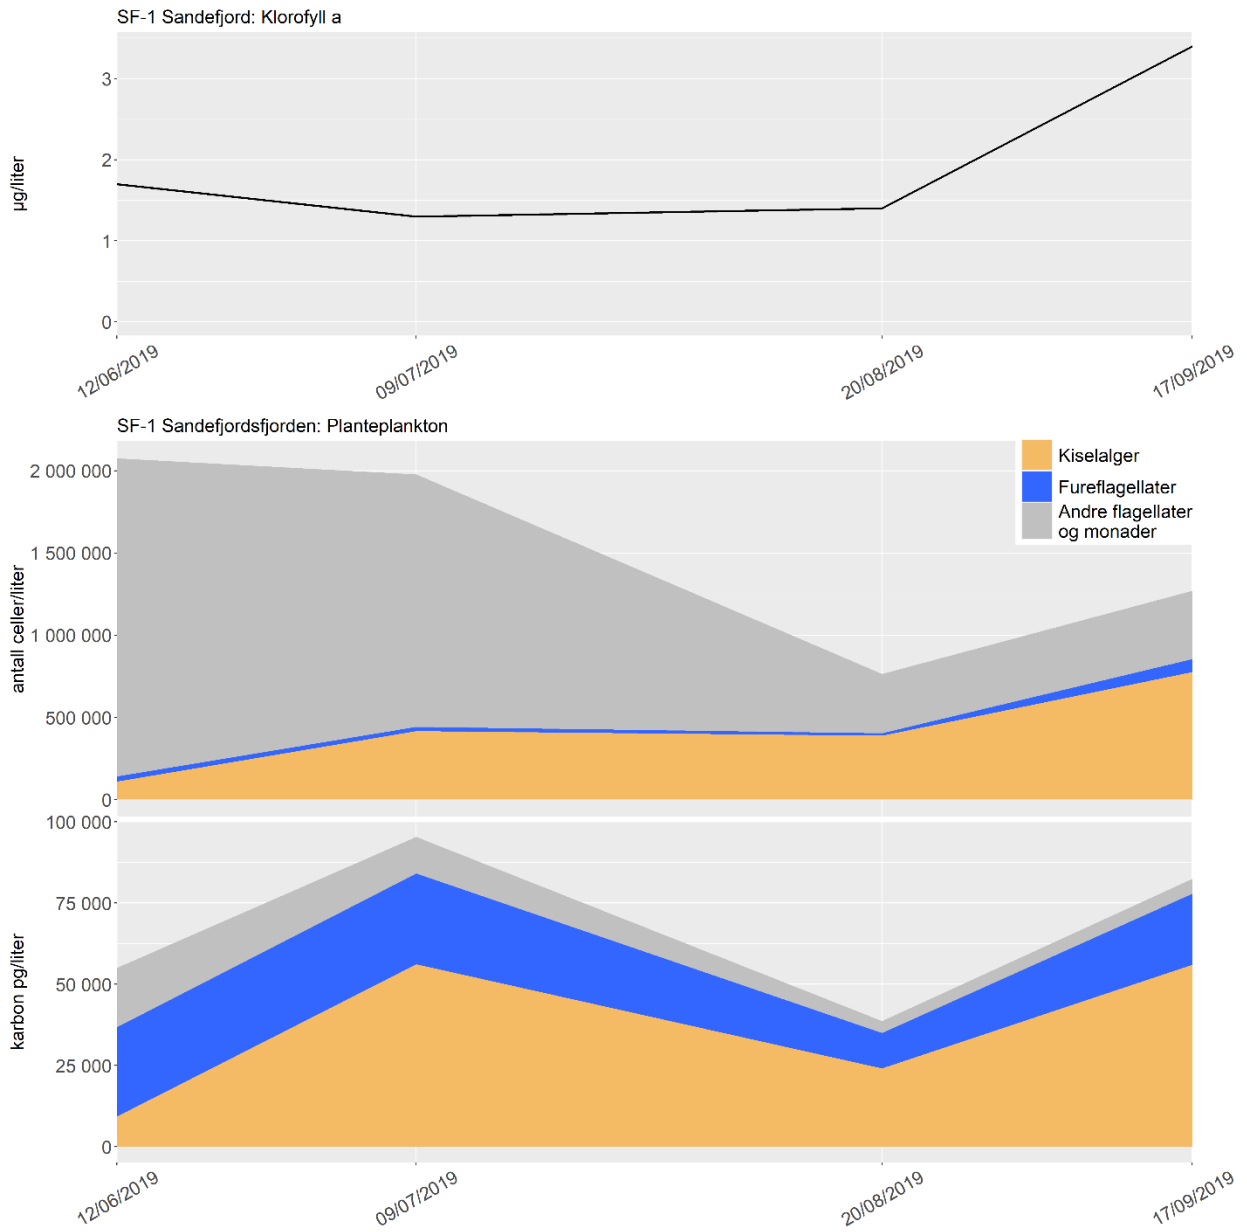 SF-1 Sandefjord: Klorofyll a
µg/liter
3
2
1
0
12/06/2019
09/07/2019
20/08/2019
17/09/2019
SF-1 Sandefjordsfjorden: Planteplankton
antall celler/liter
2 000 000
1 500 000
1 000 000
500 000
0
Kiselalger
Fureflagellater
Andre flagellater
og monader
karbon pg/liter
100 000
75 000
50 000
25 000
0
12/06/2019
09/07/2019
20/08/2019
17/09/2019